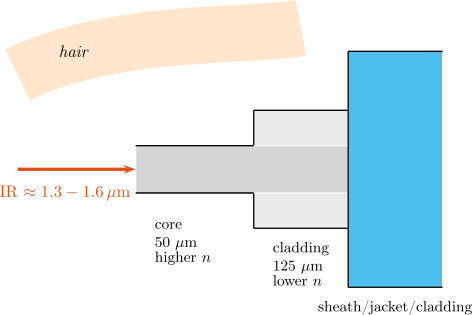 hair
IR ≈ 1.3 − 1.6 μm
core
50 μm
higher n
cladding
125 μm
lower n
sheath/jacket/cladding